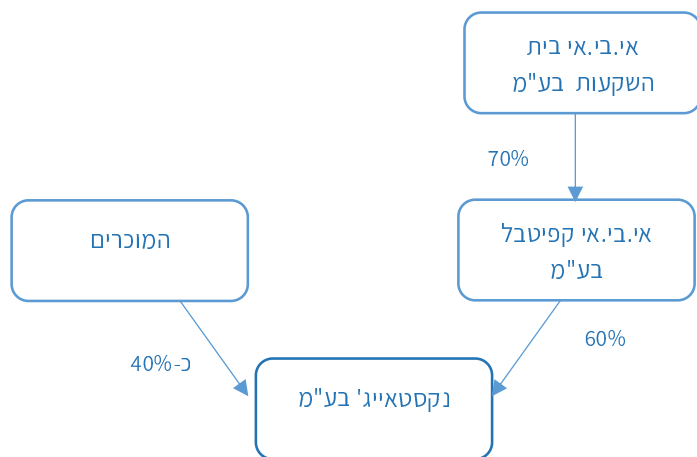 אי.בי.אי בית
השקעות בע"מ
70%
המוכרים
אי.בי.אי קפיטבל
בע"מ
כ-40%
60%
נקסטאייג' בע"מ